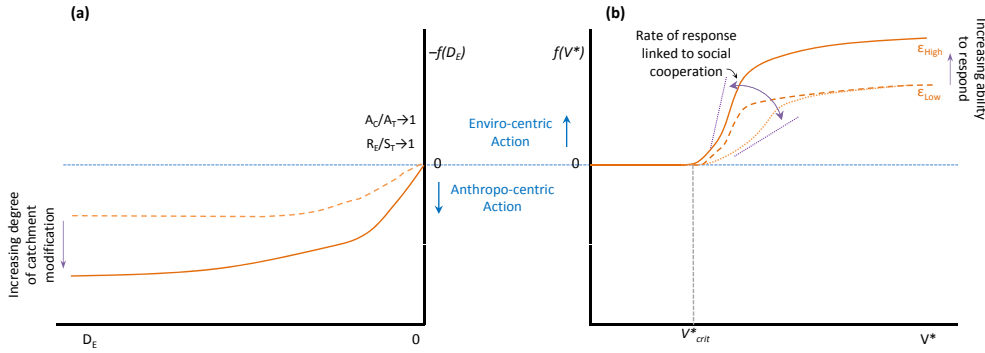 (a)
(b)
−f(D_E)
f(V*)
Rate of response
linked to social
cooperation
ε_High
ε_Low
Increasing ability
to respond
A_C/A_T→1
R_E/S_T→1
Enviro-centric
Action
0
0
Anthropo-centric
Action
Increasing degree
of catchment
modification
D_E
0
V*_crit
V*